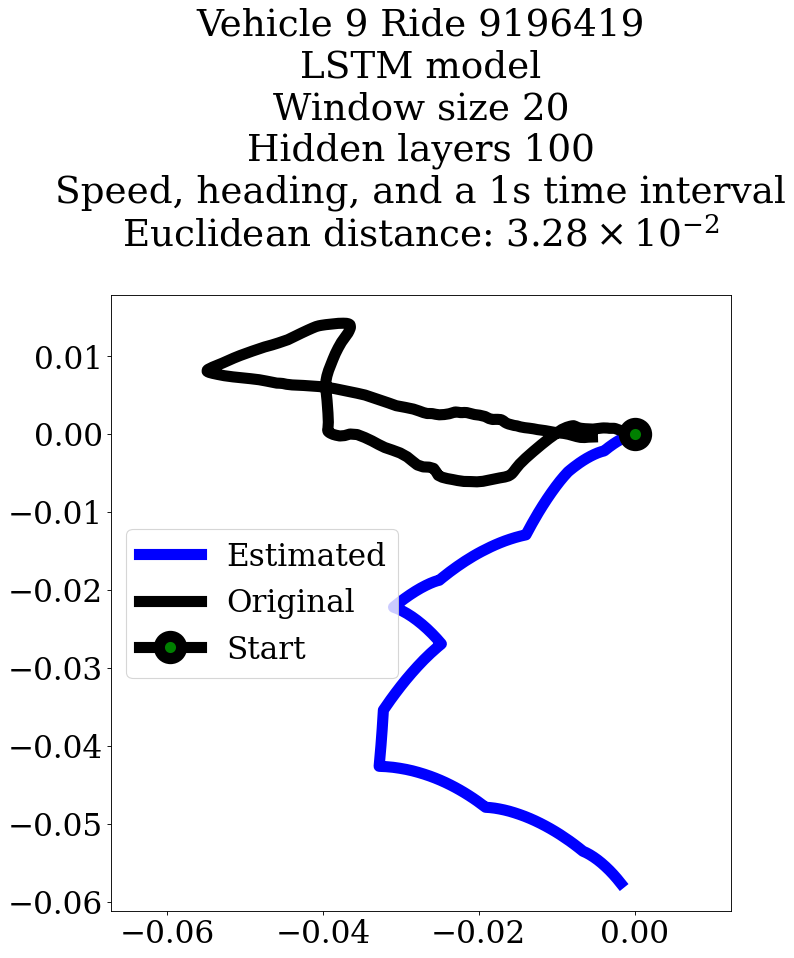 Vehicle 9 Ride 9196419
LSTM model
Window size 20
Hidden layers 100
Speed, heading, and a 1s time interval
Euclidean distance: 3.28 × 10⁻²
0.01
0.00
−0.01
−0.02
−0.03
−0.04
−0.05
−0.06
Estimated
Original
Start
−0.06 −0.04 −0.02 0.00